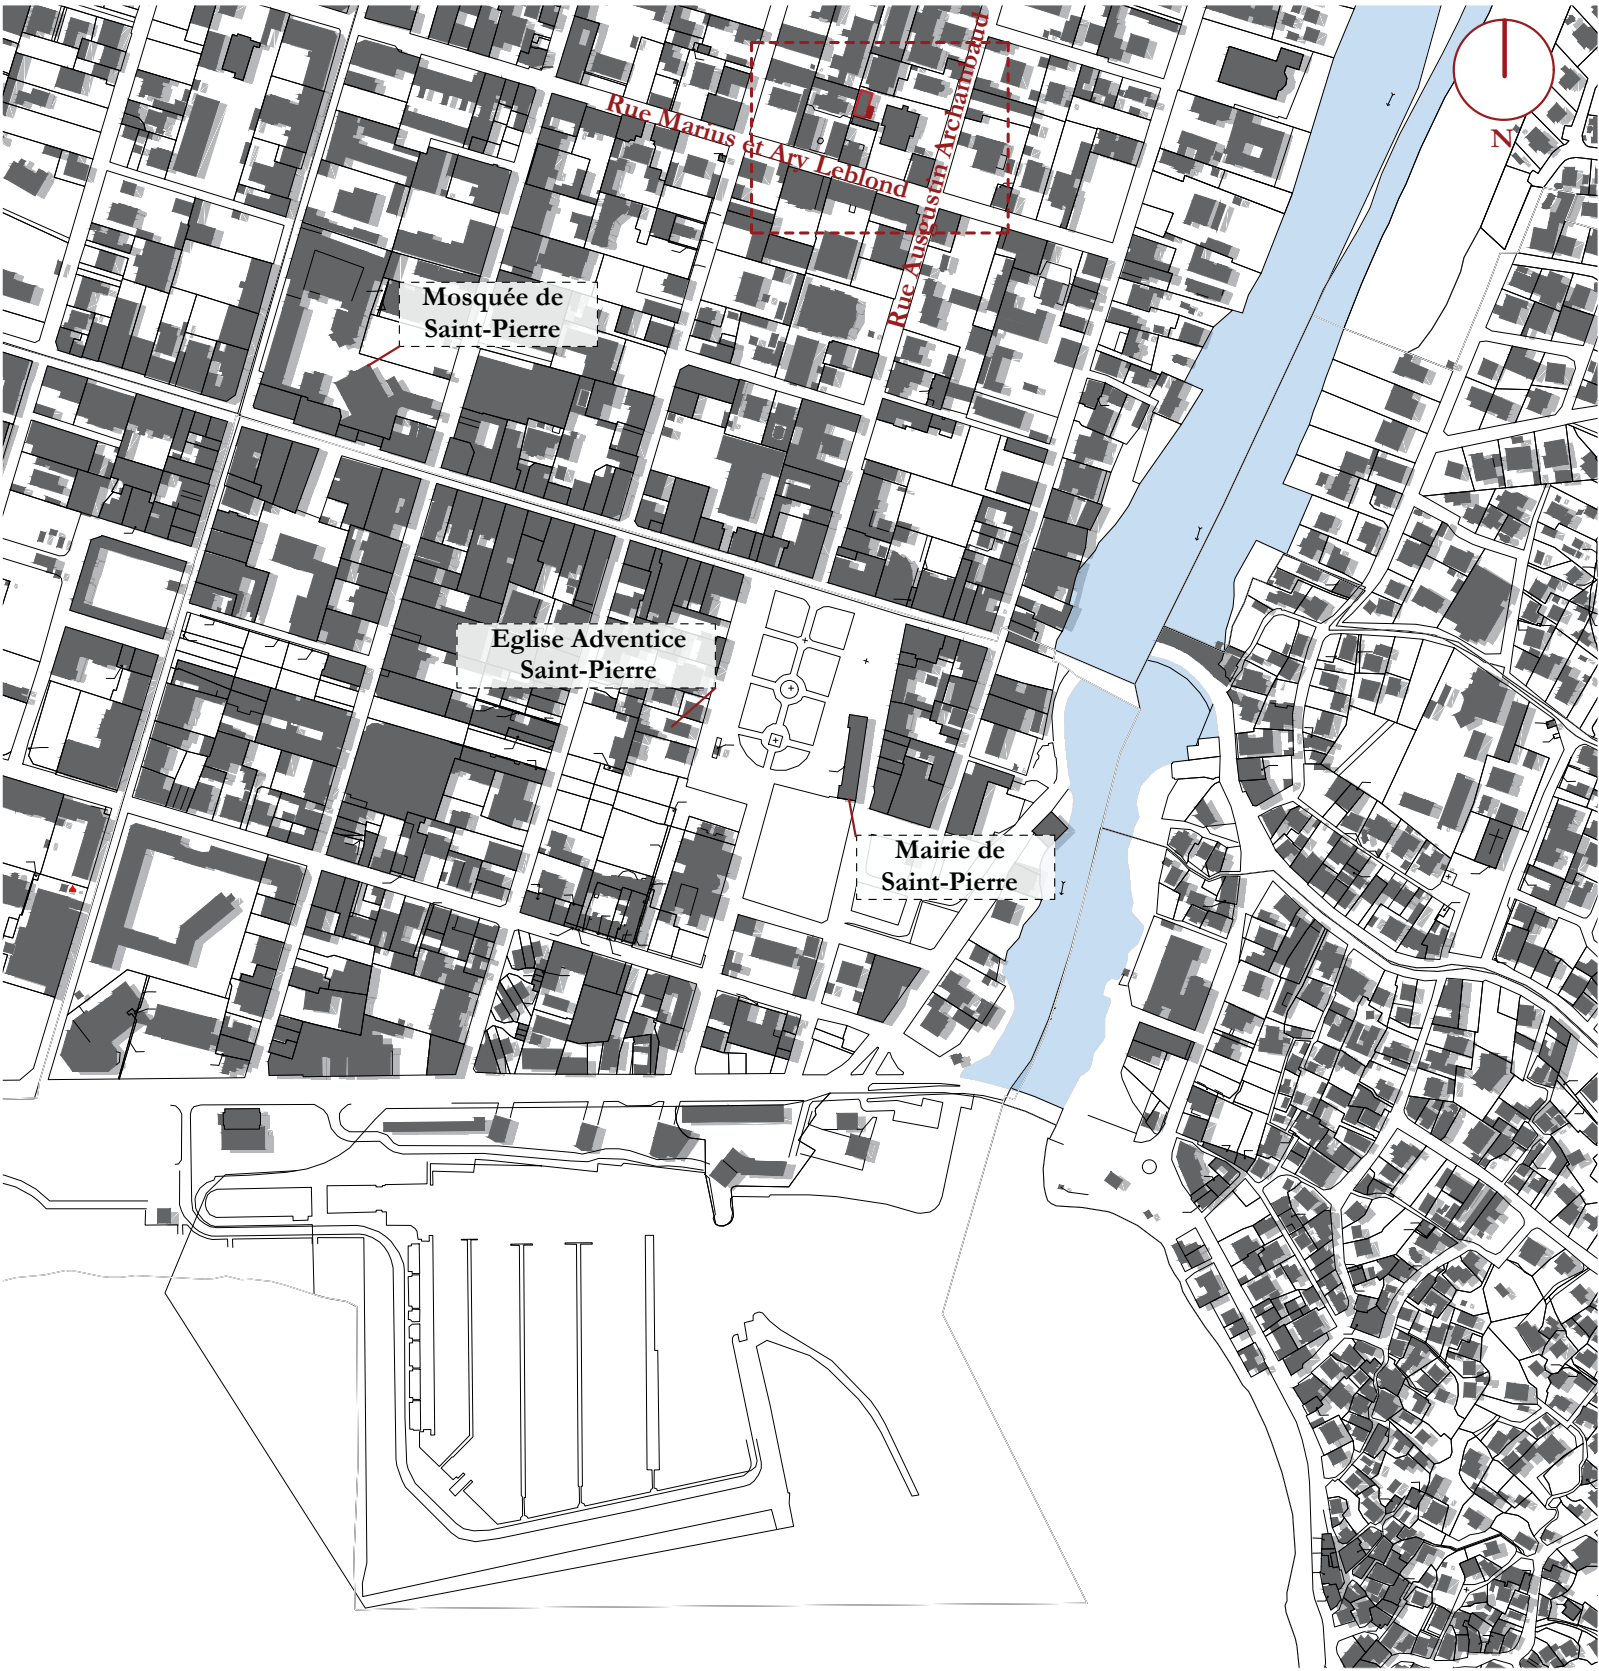 Rue Marius et Ary Leblond
Rue Ausgustin Archambaud
N
Mosquée de
Saint-Pierre
Eglise Adventice
Saint-Pierre
Mairie de
Saint-Pierre